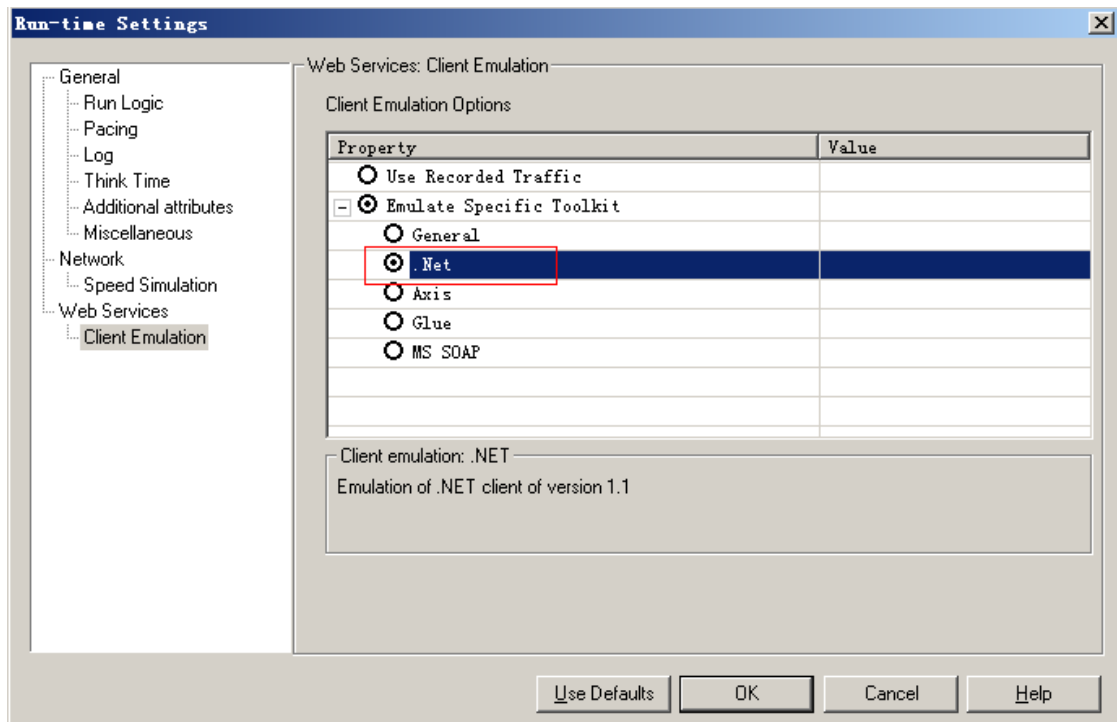 Run-time Settings
General
Run Logic
Pacing
Log
Think Time
Additional attributes
Miscellaneous
Network
Speed Simulation
Web Services
Client Emulation
Web Services: Client Emulation
Client Emulation Options
Property Value
Use Recorded Traffic
Emulate Specific Toolkit
General
.Net
Axis
Glue
MS SOAP
Client emulation: .NET
Emulation of .NET client of version 1.1
Use Defaults OK Cancel Help